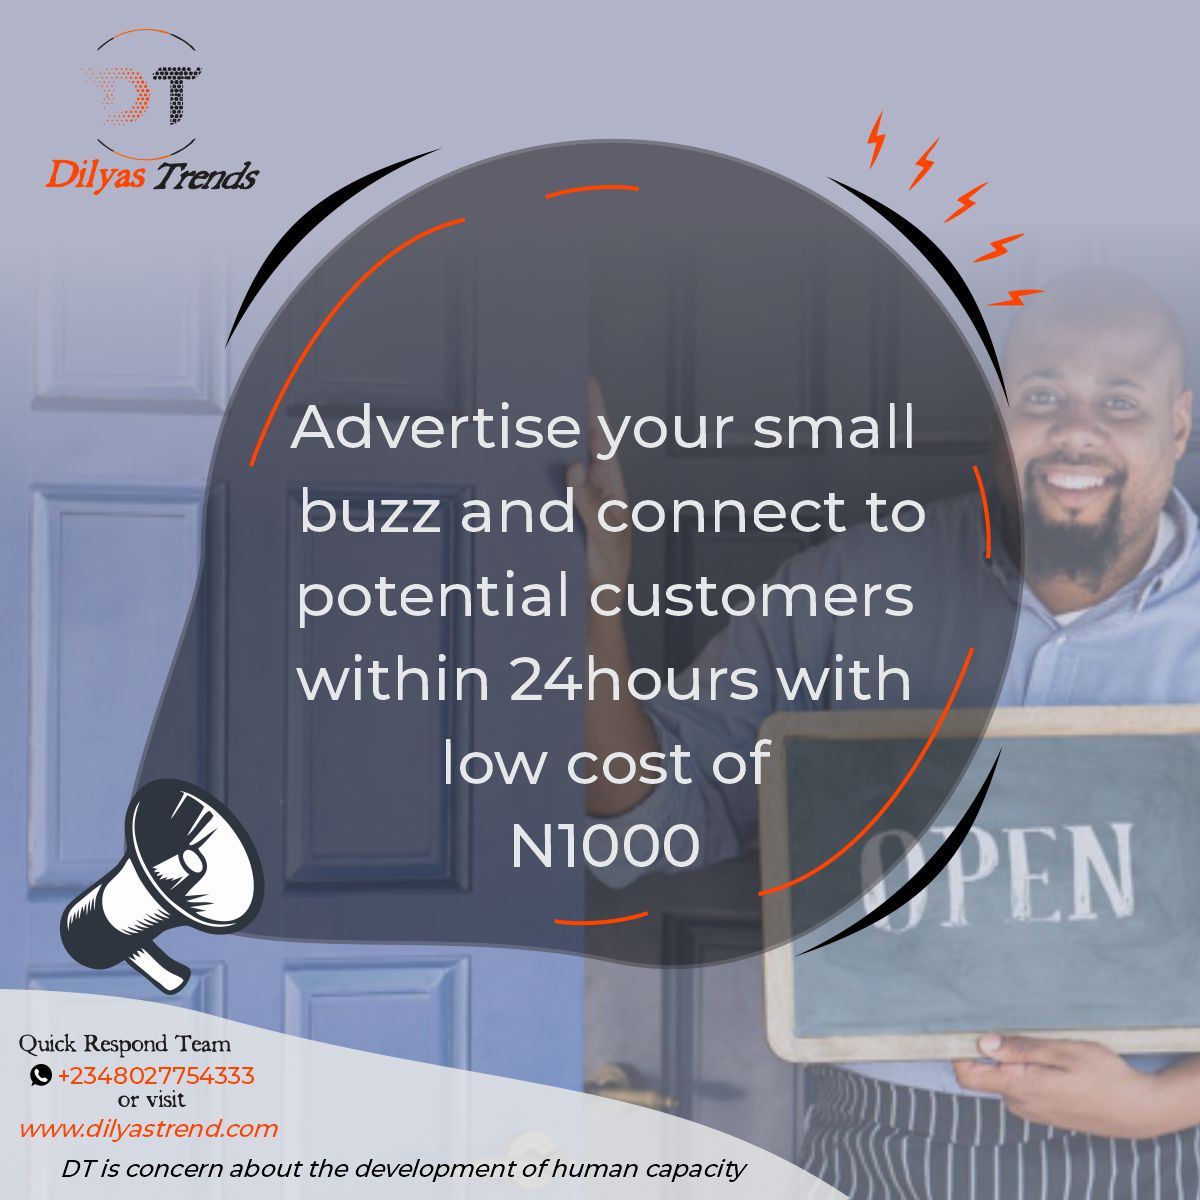 DT
Dilyas Trends
Advertise your small
buzz and connect to
potential customers
within 24hours with
low cost of
N1000
OPEN
Quick Respond Team
+2348027754333
or visit
www.dilyastrend.com
DT is concern about the development of human capacity